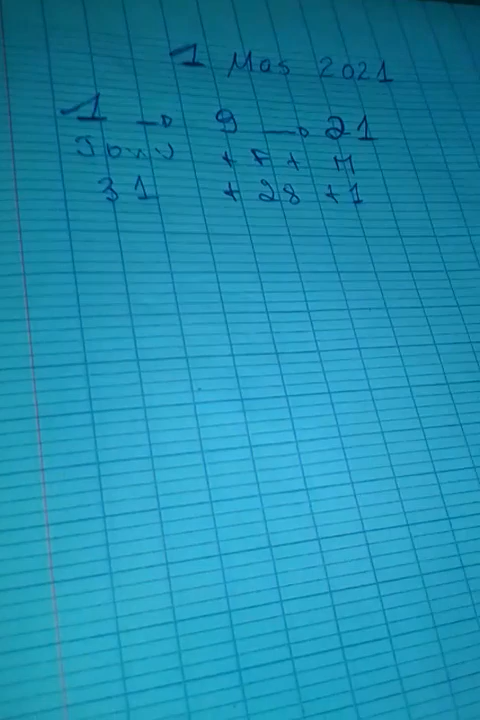 1 Mas 2021
1 → 9 → 21
Janv + F + M
31 + 28 + 1